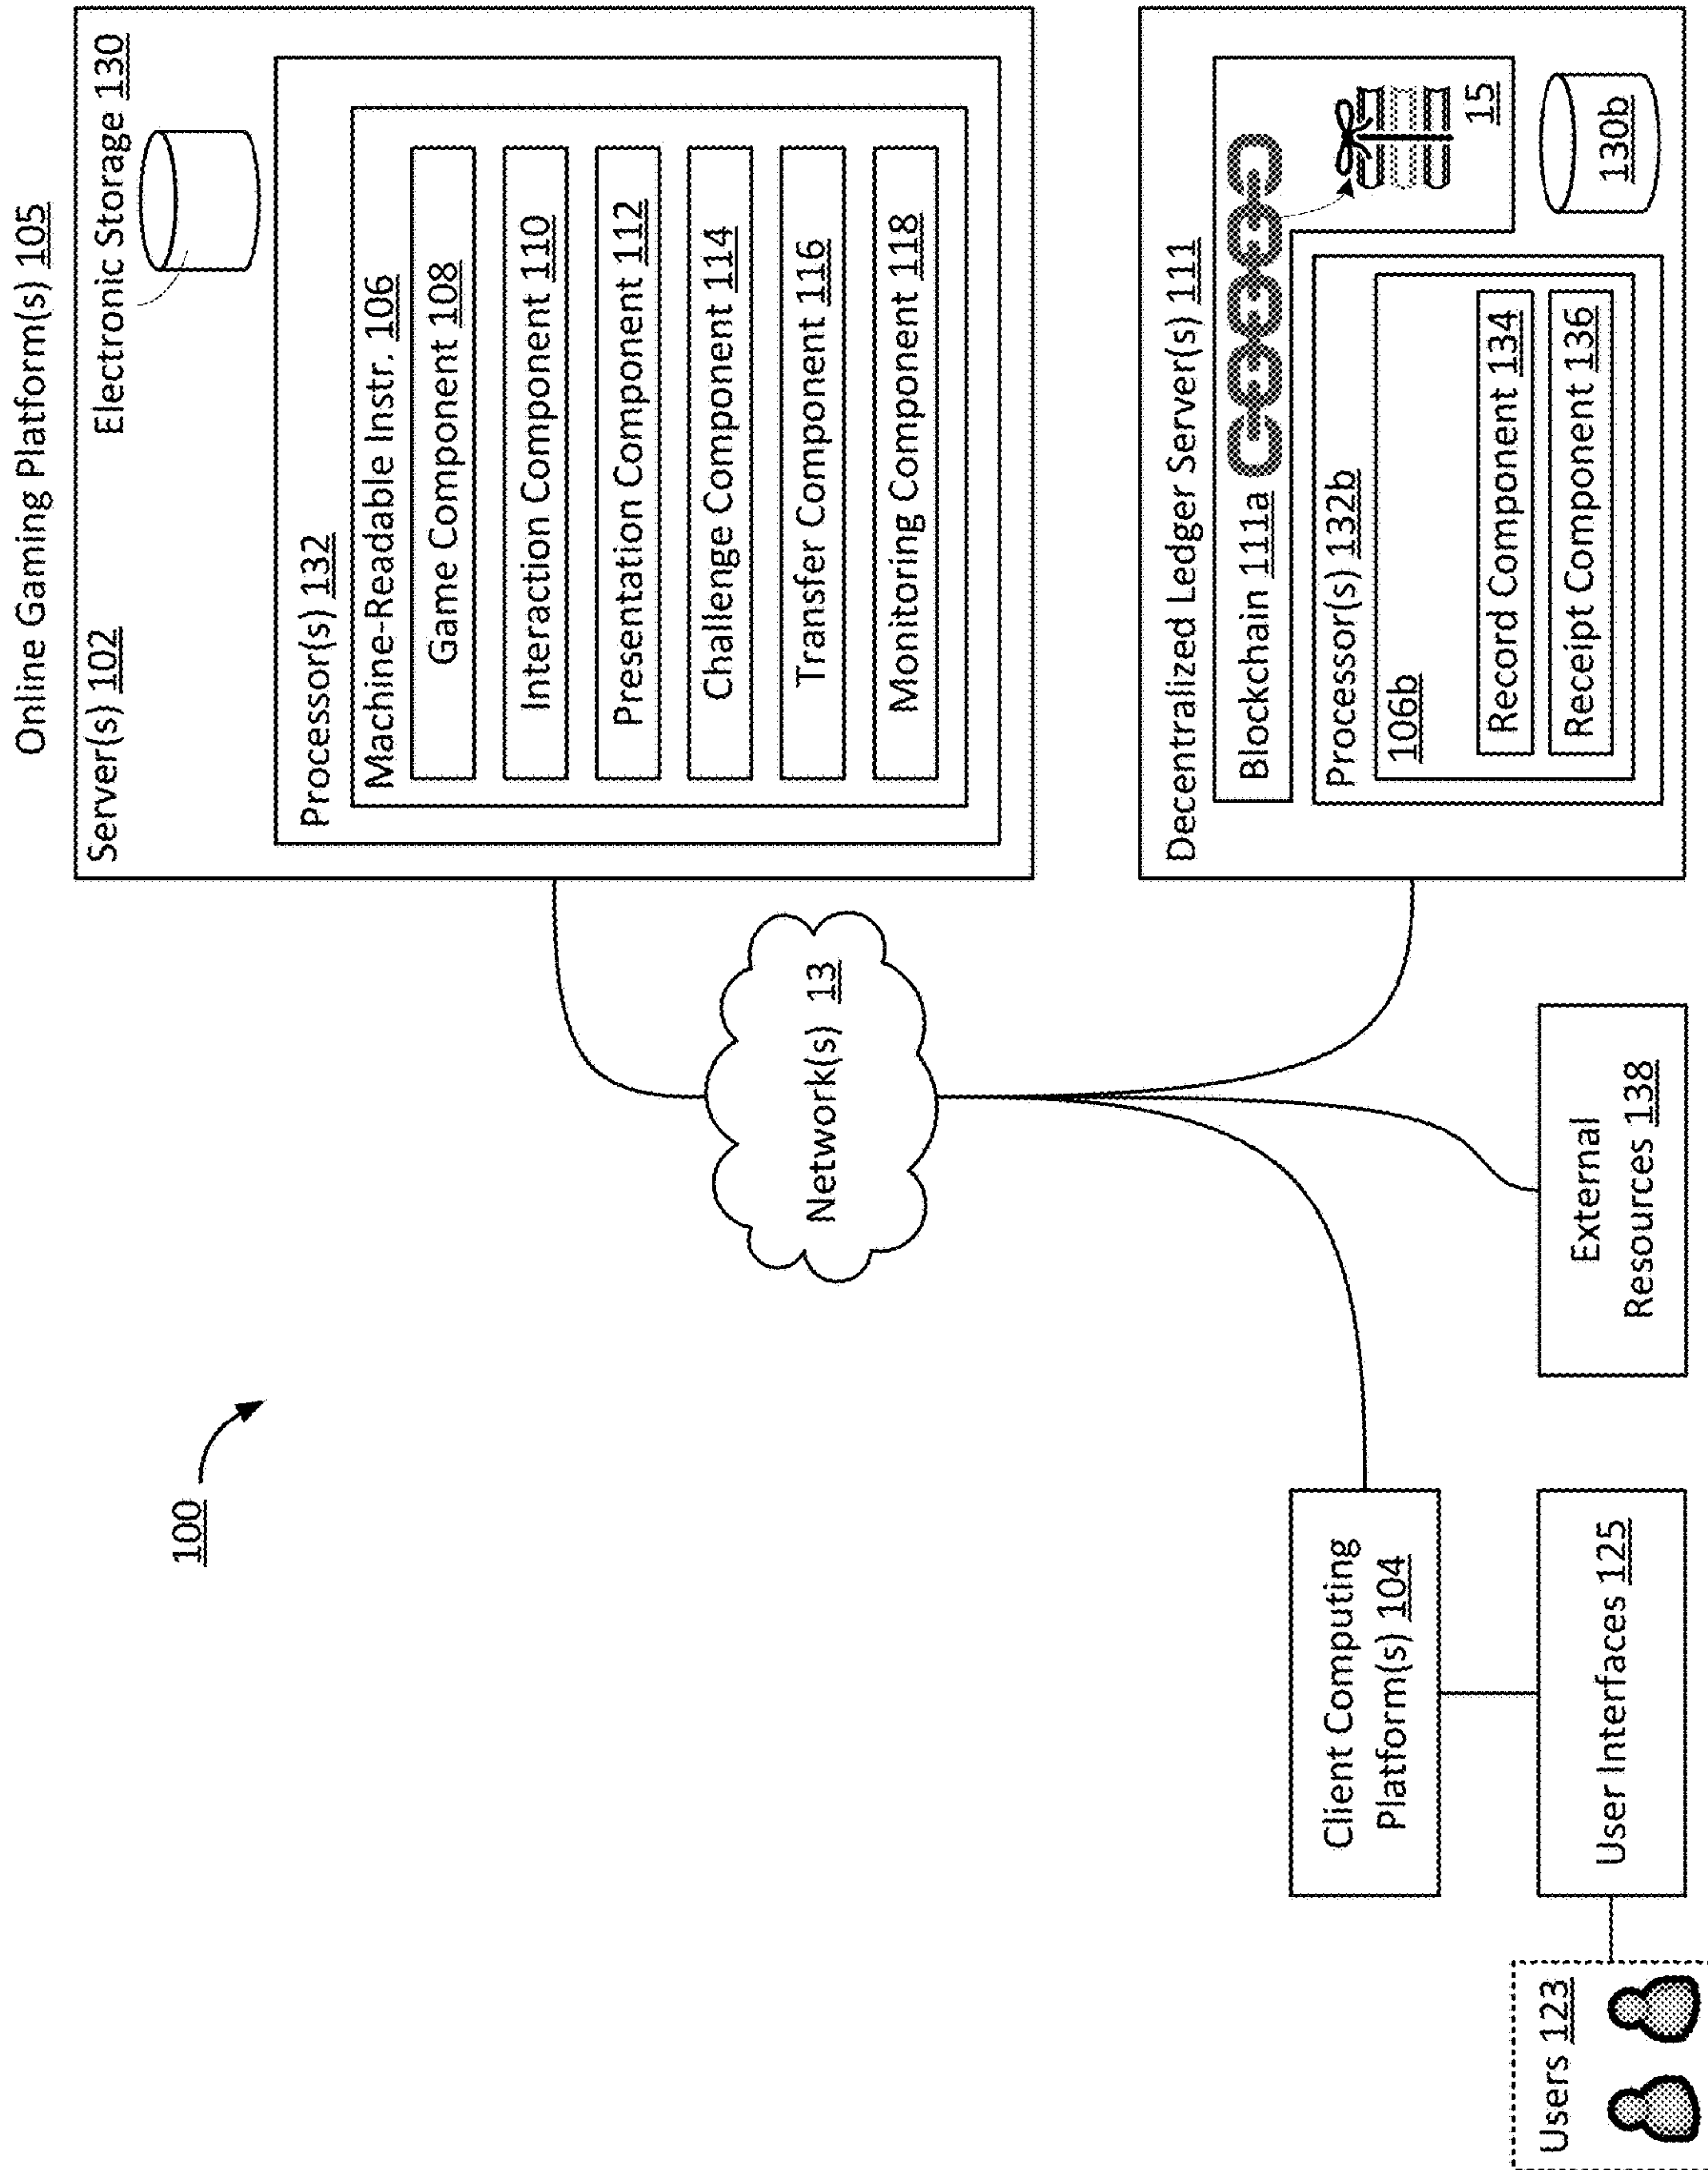 Online Gaming Platform(s) 105
Server(s) 102
Electronic Storage 130
Processor(s) 132
Machine-Readable Instr. 106
Game Component 108
Interaction Component 110
Presentation Component 112
Challenge Component 114
Transfer Component 116
Monitoring Component 118
100
Network(s) 13
Decentralized Ledger Server(s) 111
Blockchain 111a
15
Processor(s) 132b
106b
Record Component 134
Receipt Component 136
130b
Client Computing
Platform(s) 104
External
Resources 138
Users 123
User Interfaces 125